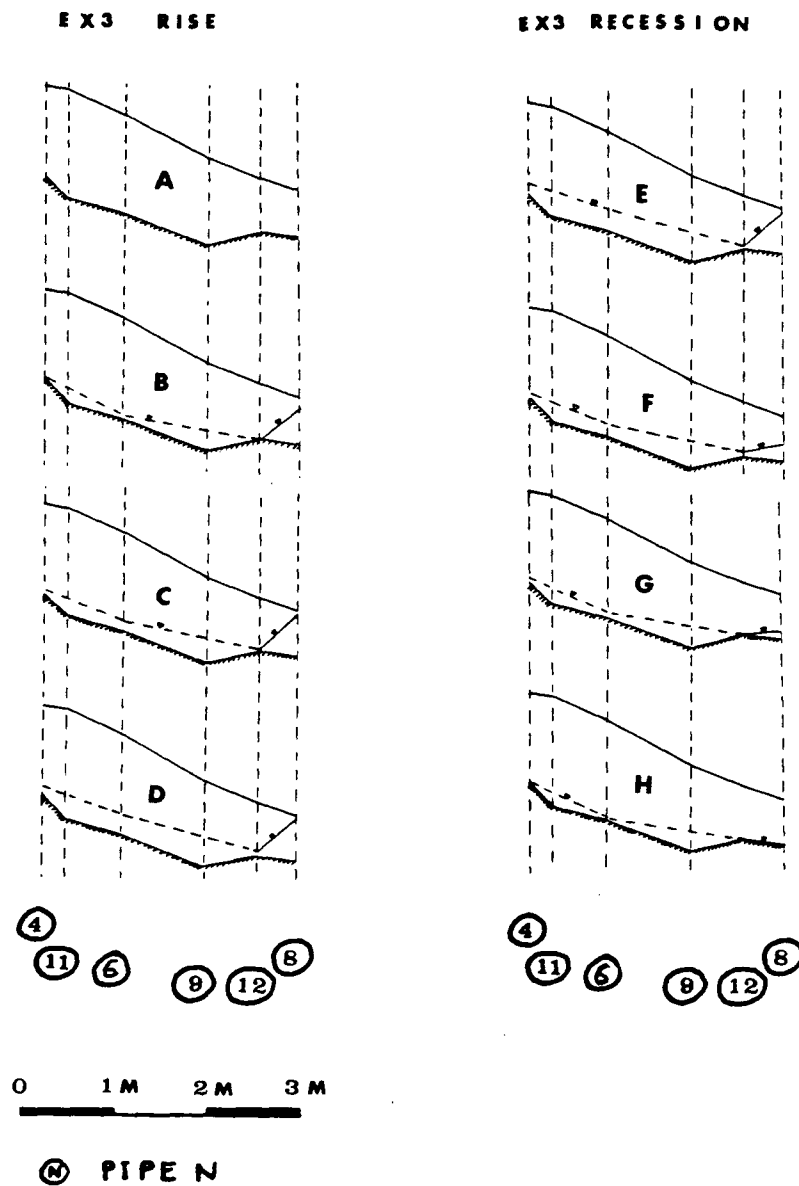 EX3 RISE
EX3 RECESSION
A
E
B
F
C
G
D
H
4
11
6
9
12
8
4
11
6
9
12
8
0 1 M 2 M 3 M
N PIPE N